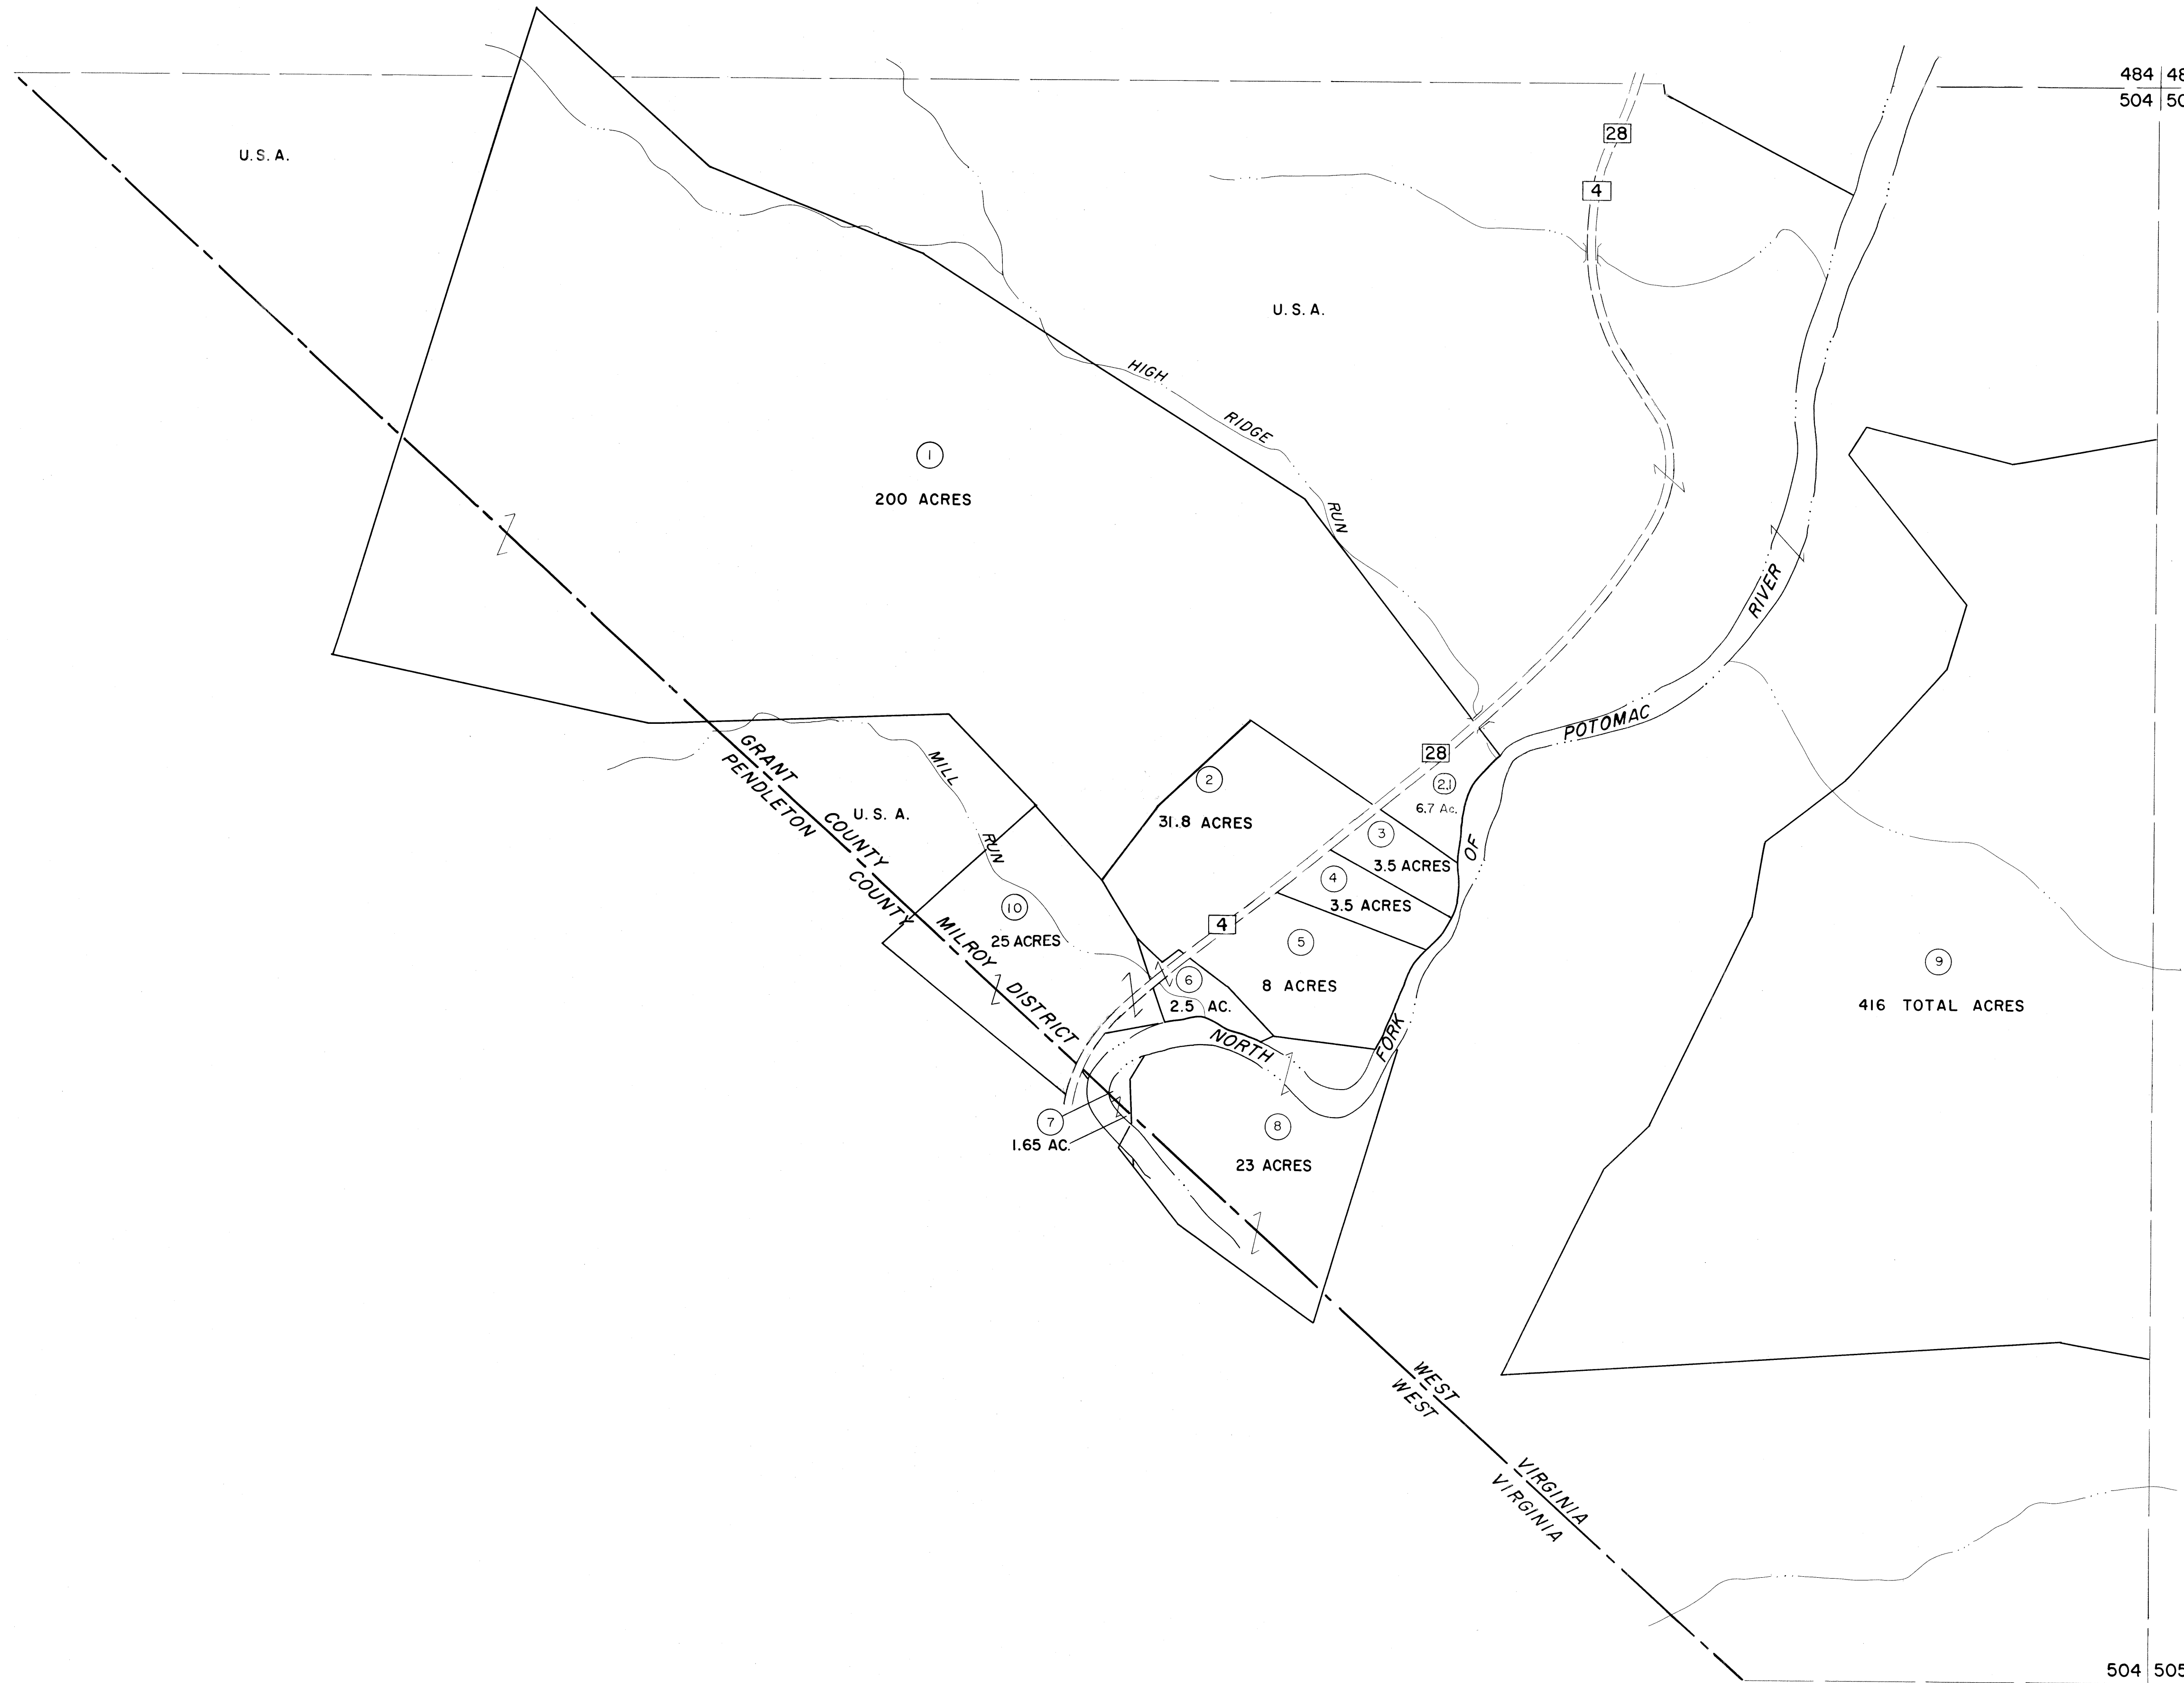 484 48
504 50
28
U. S. A.
4
U. S. A.
HIGH
RIDGE
RUN
1
200 ACRES
RIVER
POTOMAC
OF
FORK
NORTH
28
2.1
6.7 Ac.
2
31.8 ACRES
3
3.5 ACRES
4
3.5 ACRES
GRANT COUNTY
PENDLETON COUNTY
U. S. A.
MILL
RUN
4
10
25 ACRES
MILROY DISTRICT
5
8 ACRES
6
2.5 AC.
9
416 TOTAL ACRES
7
1.65 AC.
8
23 ACRES
WEST VIRGINIA
WEST VIRGINIA
504 505